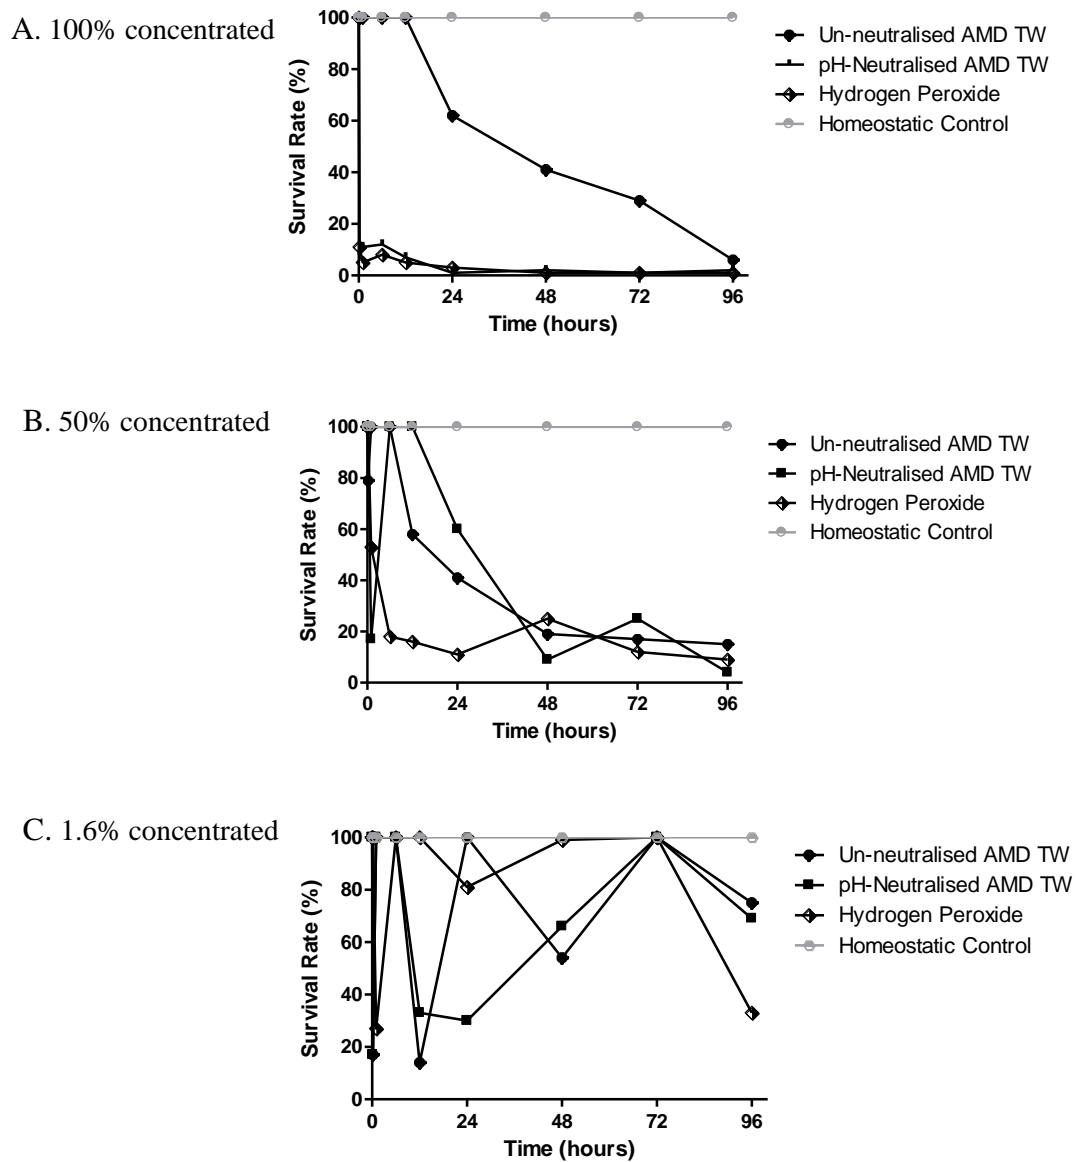 A. 100% concentrated
100
80
60
40
20
0
Survival Rate (%)
0 24 48 72 96
Time (hours)
Un-neutralised AMD TW
pH-Neutralised AMD TW
Hydrogen Peroxide
Homeostatic Control
B. 50% concentrated
100
80
60
40
20
0
Survival Rate (%)
0 24 48 72 96
Time (hours)
Un-neutralised AMD TW
pH-Neutralised AMD TW
Hydrogen Peroxide
Homeostatic Control
C. 1.6% concentrated
100
80
60
40
20
0
Survival Rate (%)
0 24 48 72 96
Time (hours)
Un-neutralised AMD TW
pH-Neutralised AMD TW
Hydrogen Peroxide
Homeostatic Control